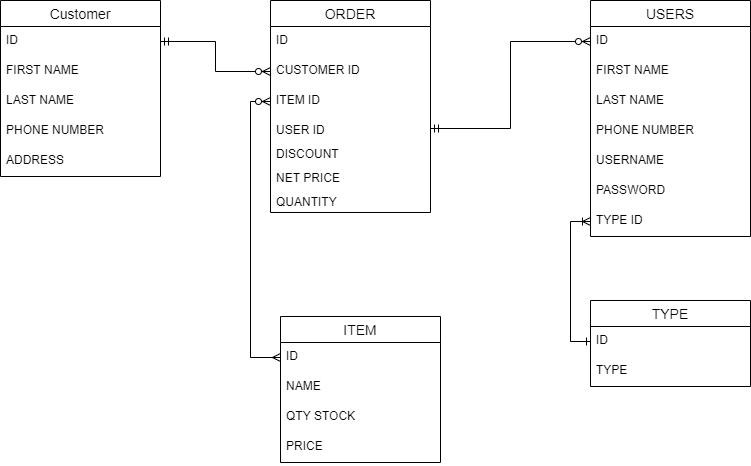 Customer
ID
FIRST NAME
LAST NAME
PHONE NUMBER
ADDRESS
ORDER
ID
CUSTOMER ID
ITEM ID
USER ID
DISCOUNT
NET PRICE
QUANTITY
USERS
ID
FIRST NAME
LAST NAME
PHONE NUMBER
USERNAME
PASSWORD
TYPE ID
ITEM
ID
NAME
QTY STOCK
PRICE
TYPE
ID
TYPE